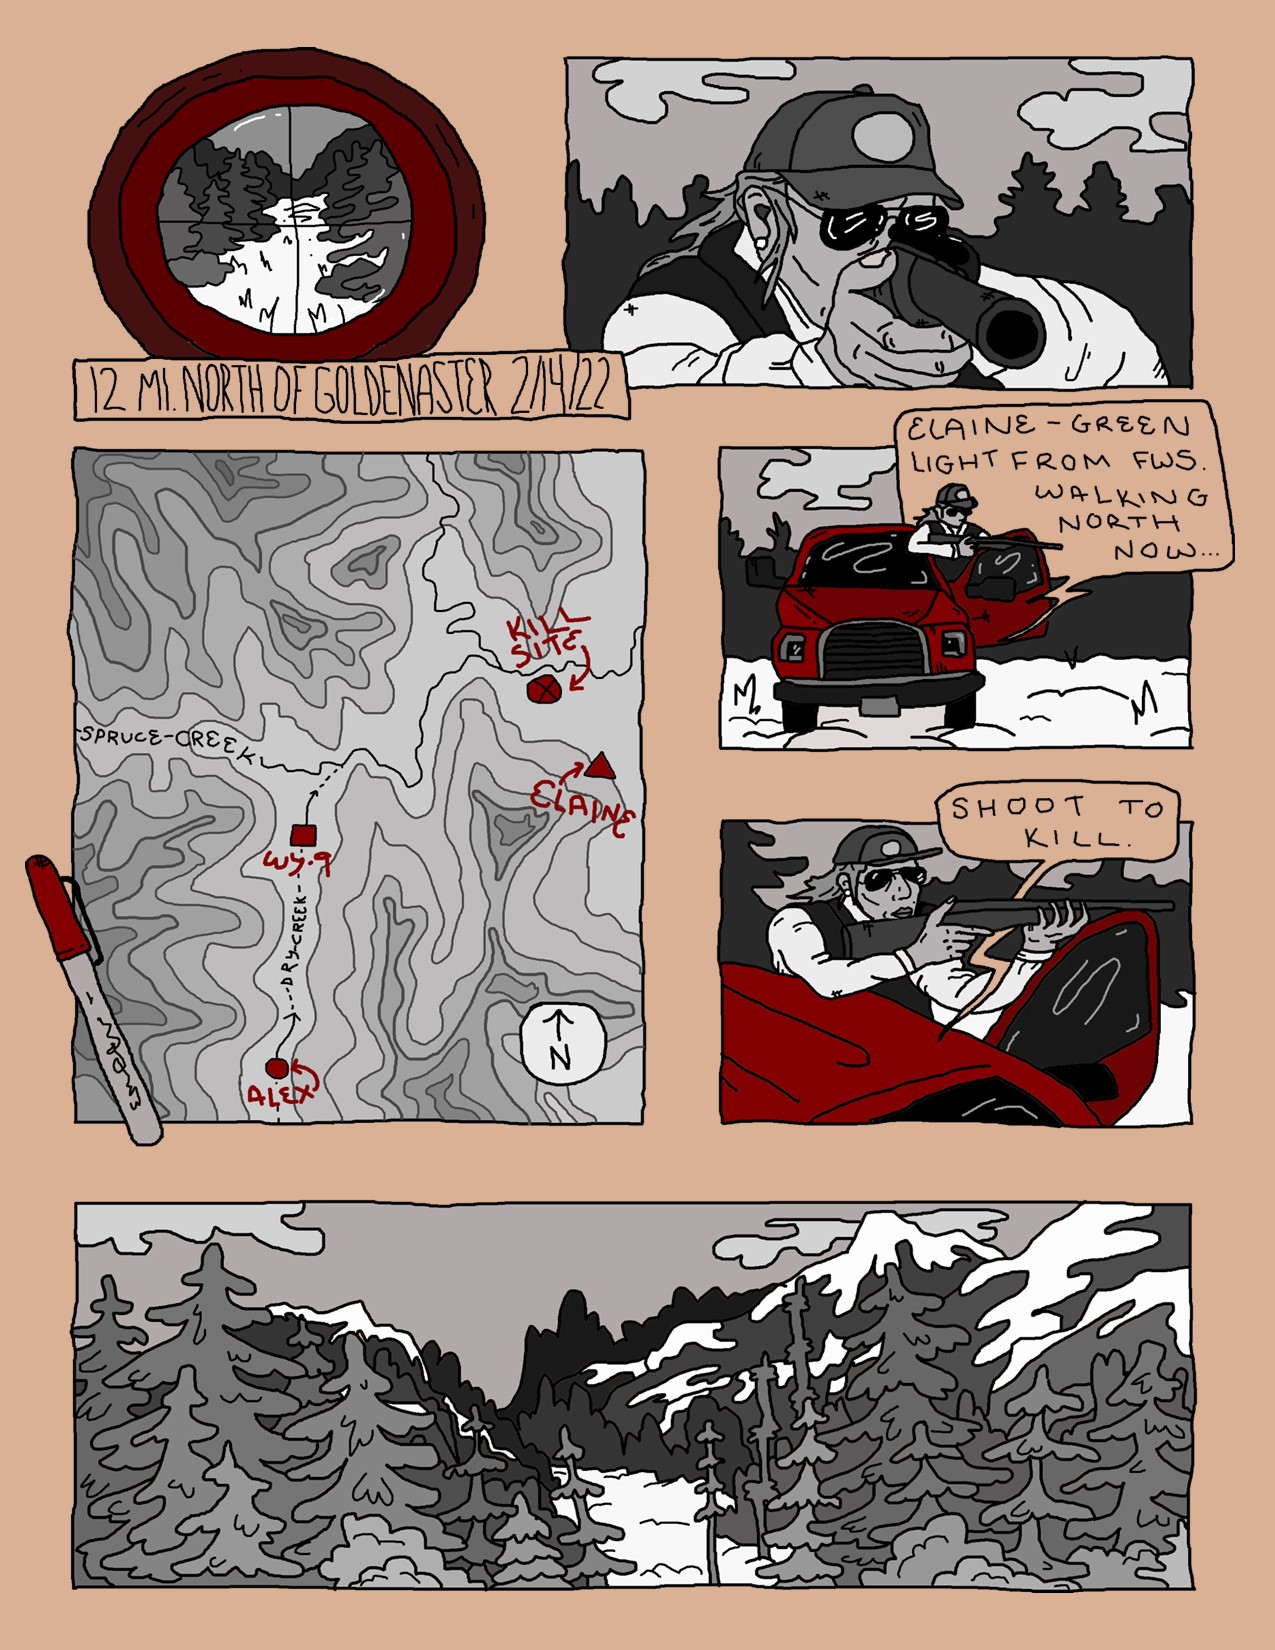 12 MI. NORTH OF GOLDENASTER 2/14/22
ELAINE - GREEN
LIGHT FROM FWS.
WALKING
NORTH
NOW...
KILL
SITE
SPRUCE-CREEK
ELAINE
WY.9
DRY-CREEK
N
ALEX
SHOOT TO
KILL.